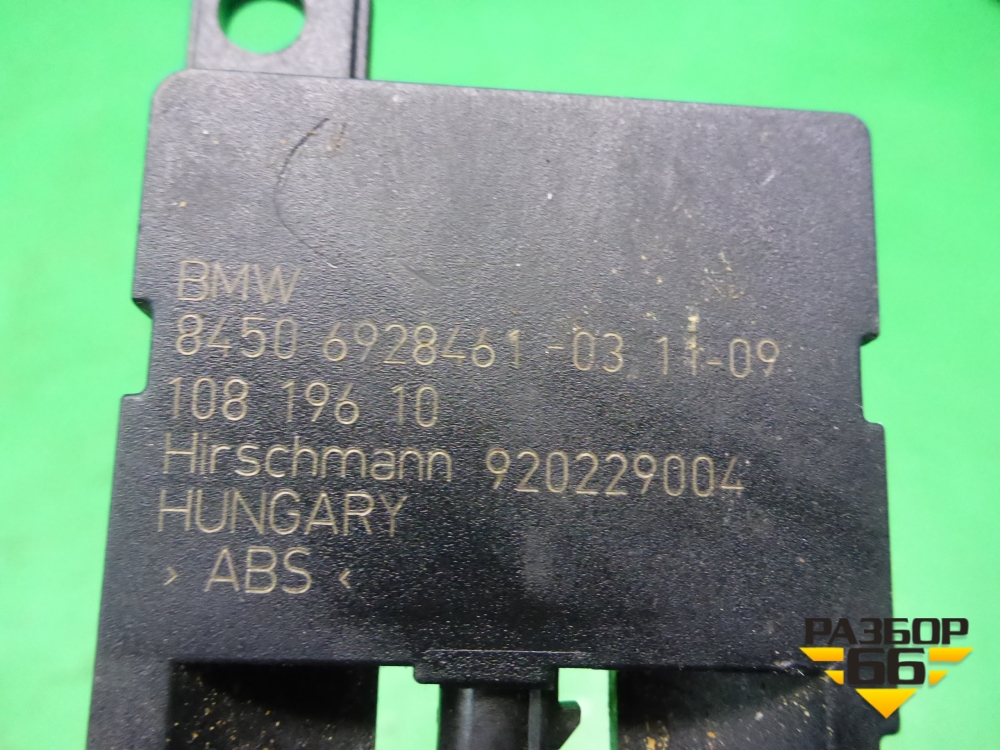 BMW
8450 6928461 -03 11-09
108 196 10
Hirschmann 920229004
HUNGARY
> ABS <
РАЗБОР
66